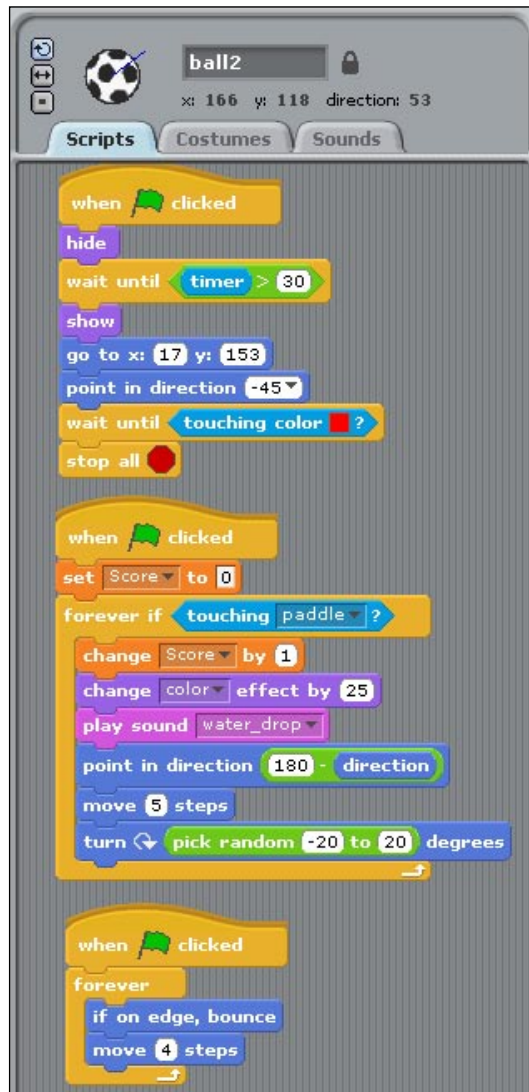 ball2
x: 166 y: 118 direction: 53
Scripts Costumes Sounds
when clicked
hide
wait until timer > 30
show
go to x: 17 y: 153
point in direction -45
wait until touching color ?
stop all
when clicked
set Score to 0
forever if touching paddle ?
change Score by 1
change color effect by 25
play sound water_drop
point in direction 180 - direction
move 5 steps
turn pick random -20 to 20 degrees
when clicked
forever
if on edge, bounce
move 4 steps